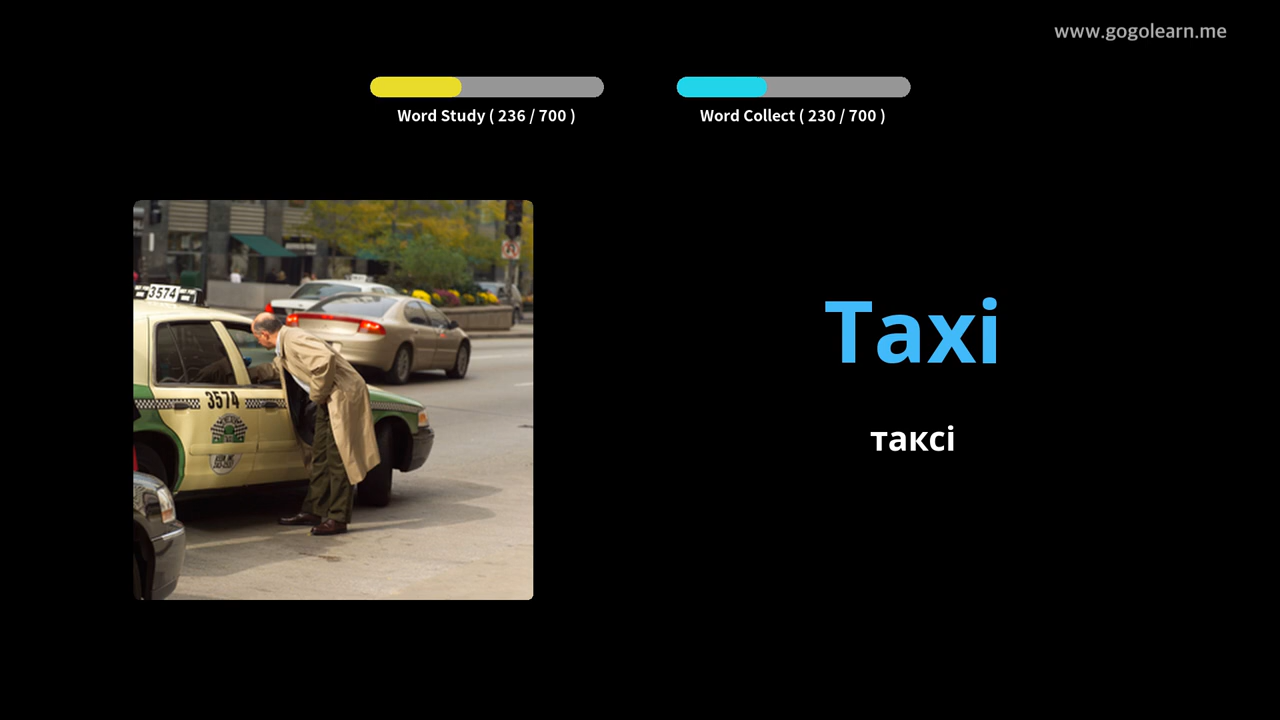 www.gogolearn.me
Word Study ( 236 / 700 )
Word Collect ( 230 / 700 )
3574
3574
Taxi
таксі